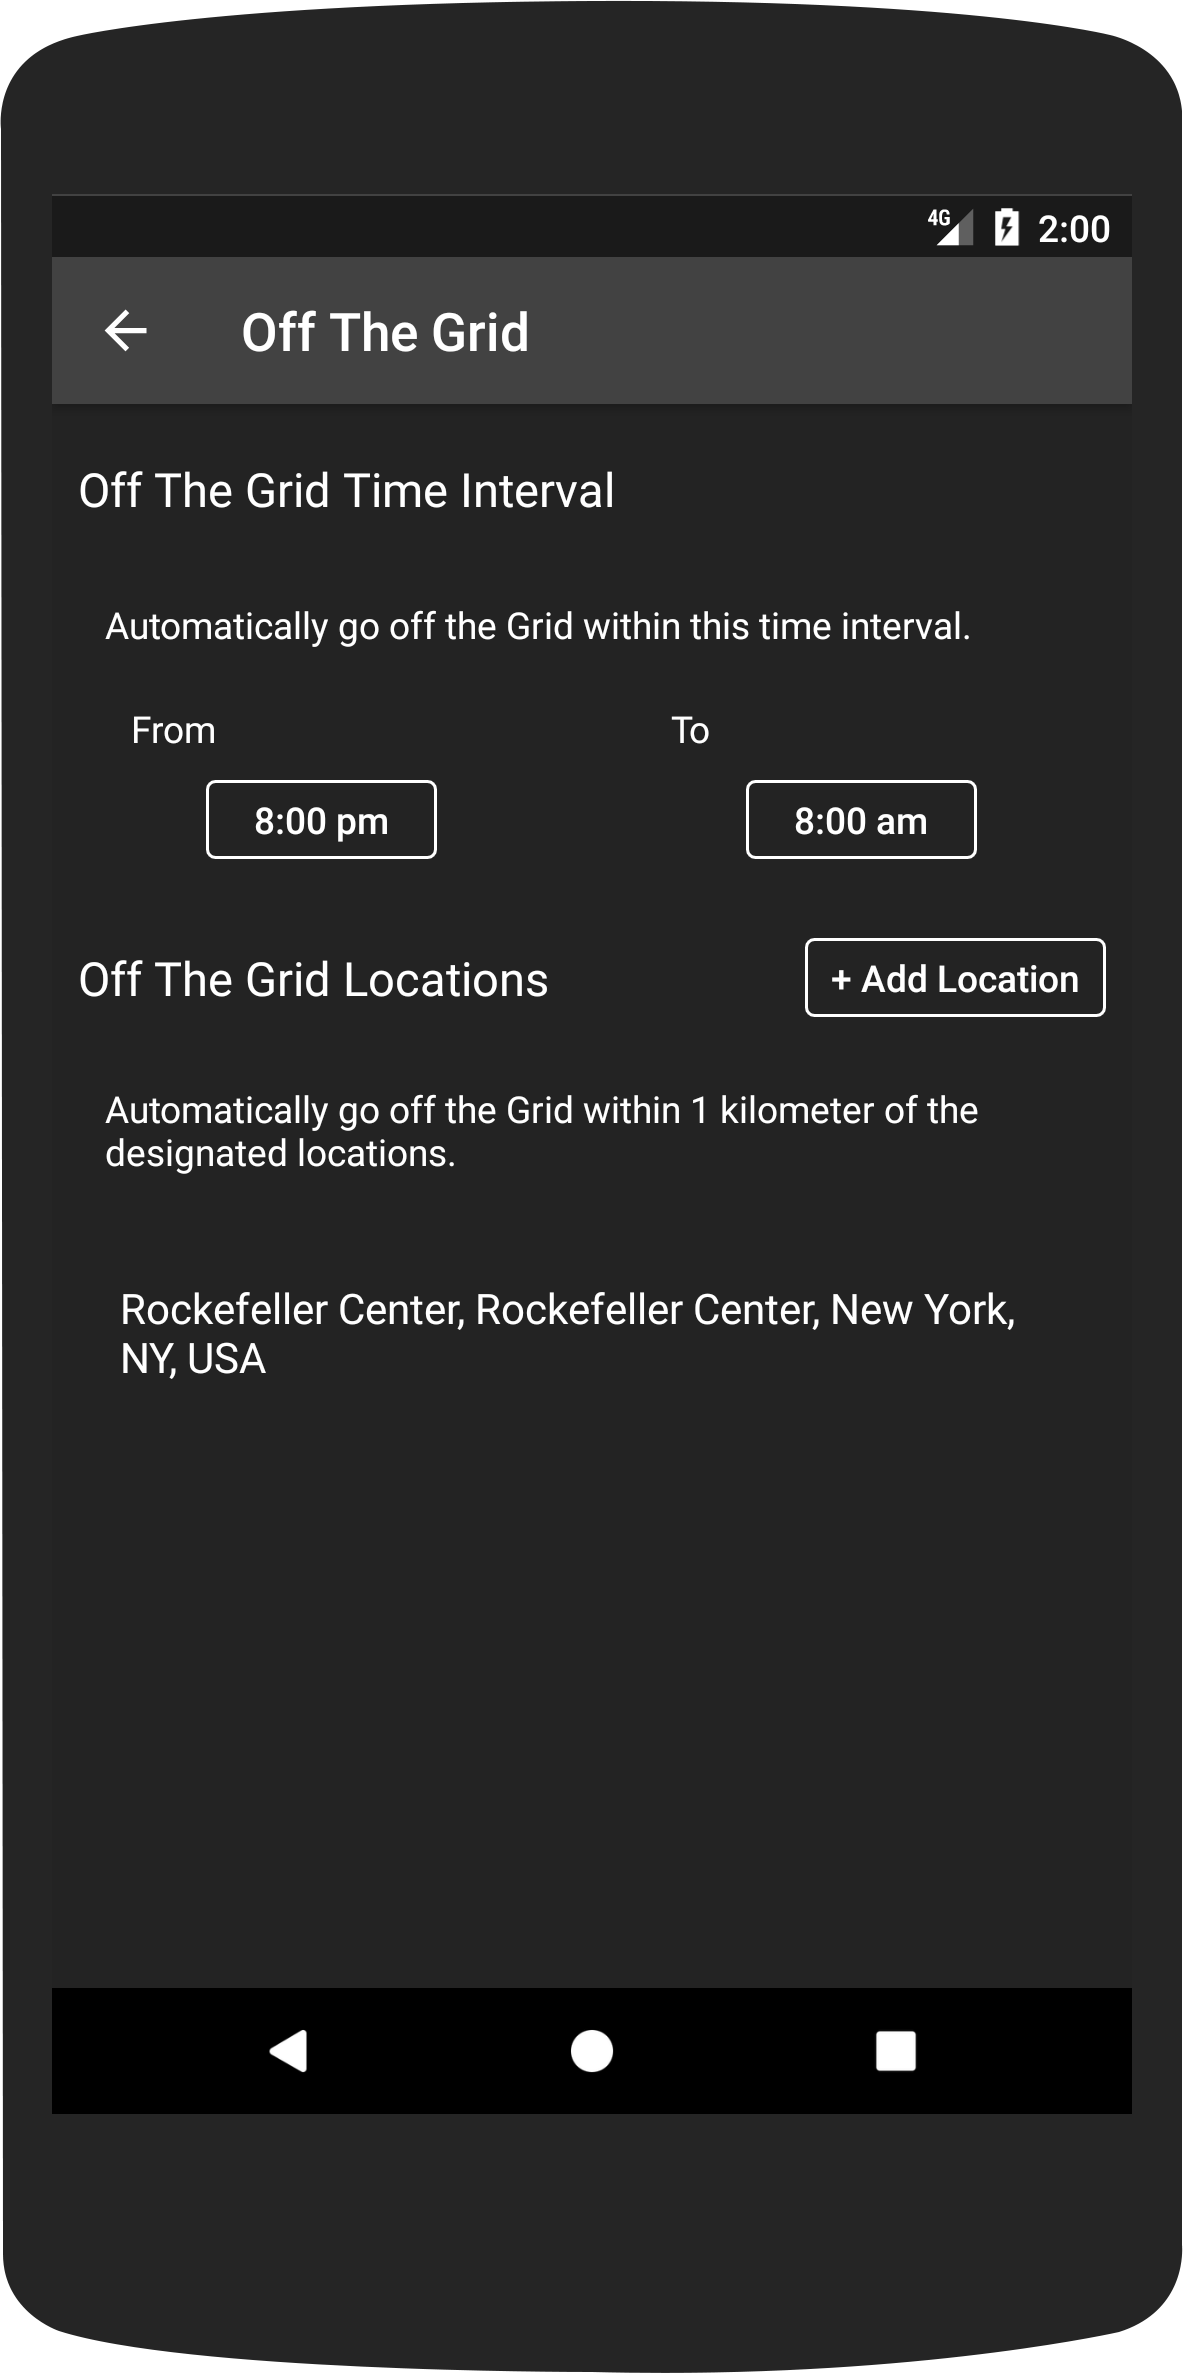 4G 2:00
Off The Grid
Off The Grid Time Interval
Automatically go off the Grid within this time interval.
From To
8:00 pm 8:00 am
Off The Grid Locations + Add Location
Automatically go off the Grid within 1 kilometer of the
designated locations.
Rockefeller Center, Rockefeller Center, New York,
NY, USA